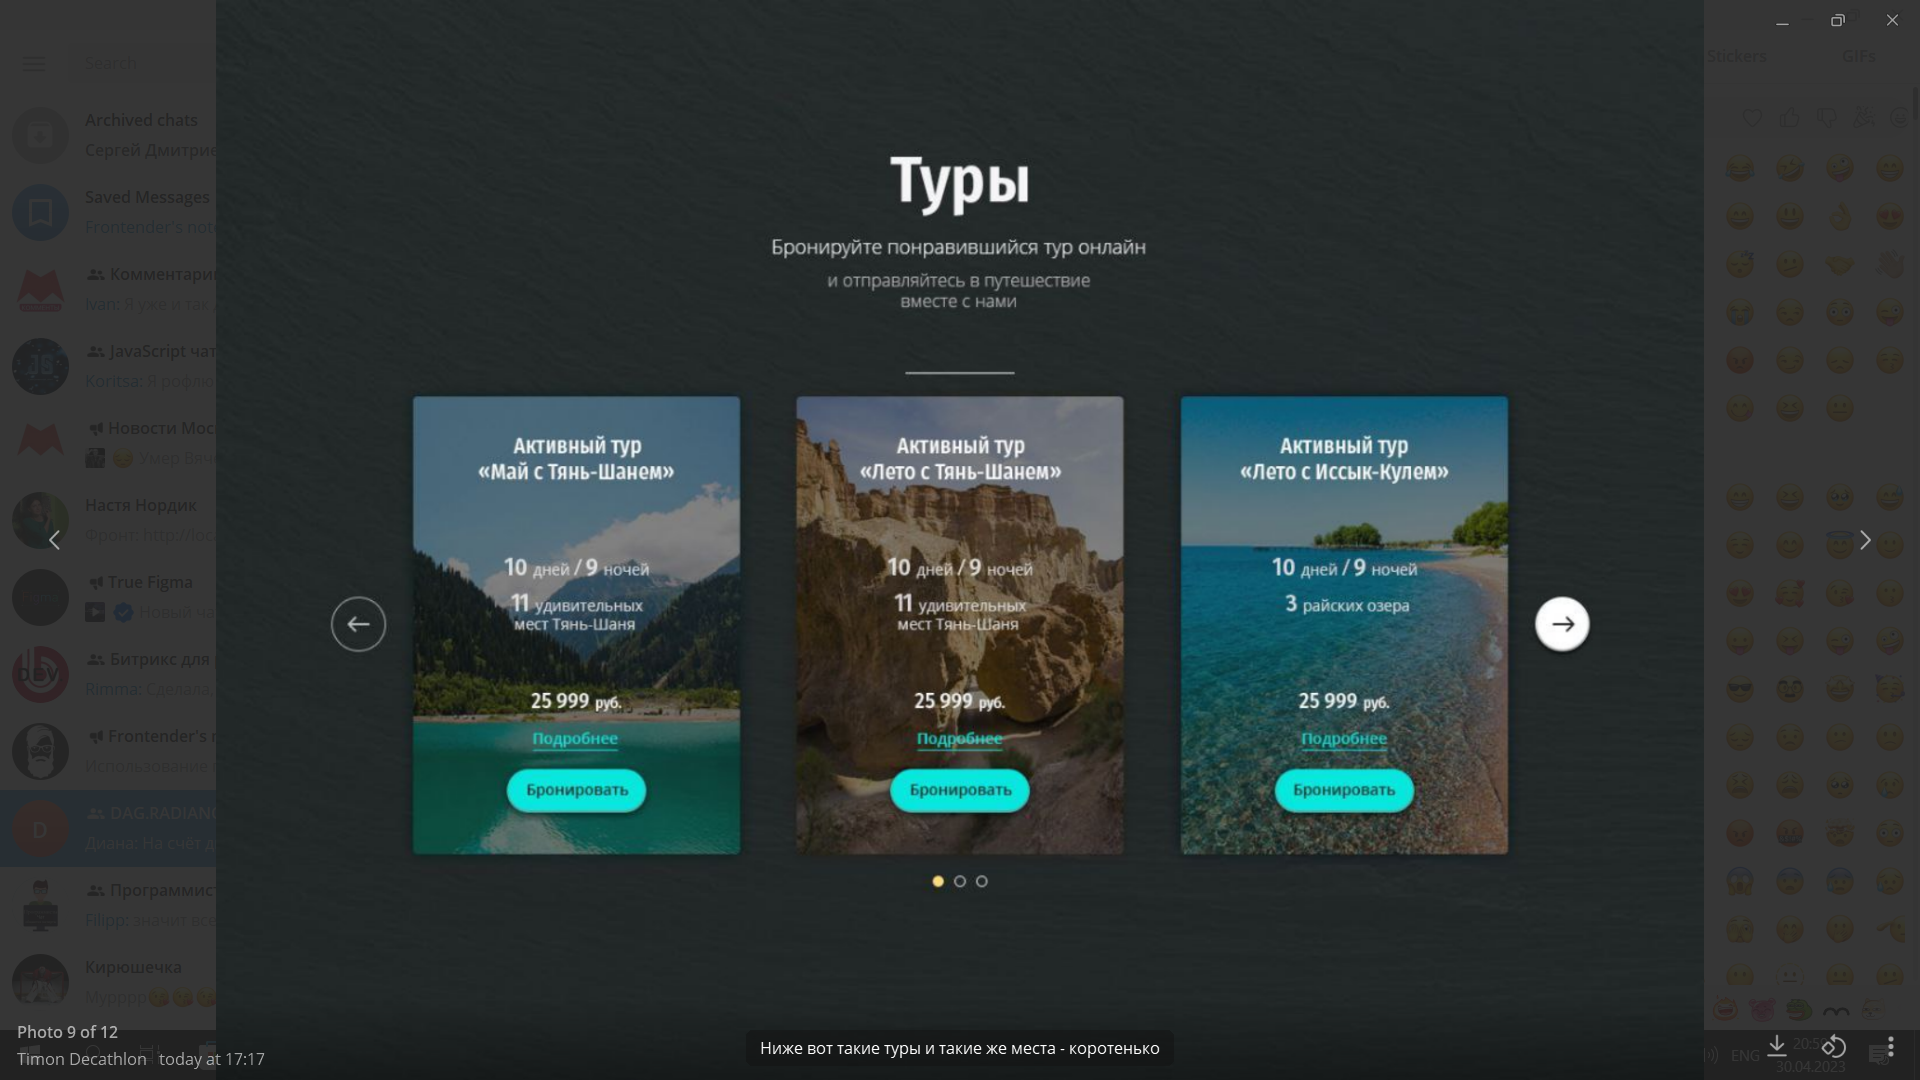 Search
Stickers
GIFs
Archived chats
Сергей Дмитрие
Saved Messages
Frontender's not
Комментари
Ivan: Я уже и так
JavaScript чат
Koritsa: Я рофлю
Новости Мос
Умер Вяч
Настя Нордик
Фронт: http://loc
True Figma
Новый ча
Битрикс для
Rimma: Сделала,
Frontender's
Использование
D
DAG.RADIAN
Диана: На счёт д
Программис
Filipp: значит все
Кирюшечка
Мурррр
Туры
Бронируйте понравившийся тур онлайн
и отправляйтесь в путешествие
вместе с нами
Активный тур
«Май с Тянь-Шанем»
10 дней / 9 ночей
11 удивительных
мест Тянь-Шаня
25 999 руб.
Подробнее
Бронировать
Активный тур
«Лето с Тянь-Шанем»
10 дней / 9 ночей
11 удивительных
мест Тянь-Шаня
25 999 руб.
Подробнее
Бронировать
Активный тур
«Лето с Иссык-Кулем»
10 дней / 9 ночей
3 райских озера
25 999 руб.
Подробнее
Бронировать
Photo 9 of 12
Timon Decathlon today at 17:17
Ниже вот такие туры и такие же места - коротенько
ENG
30.04.2023